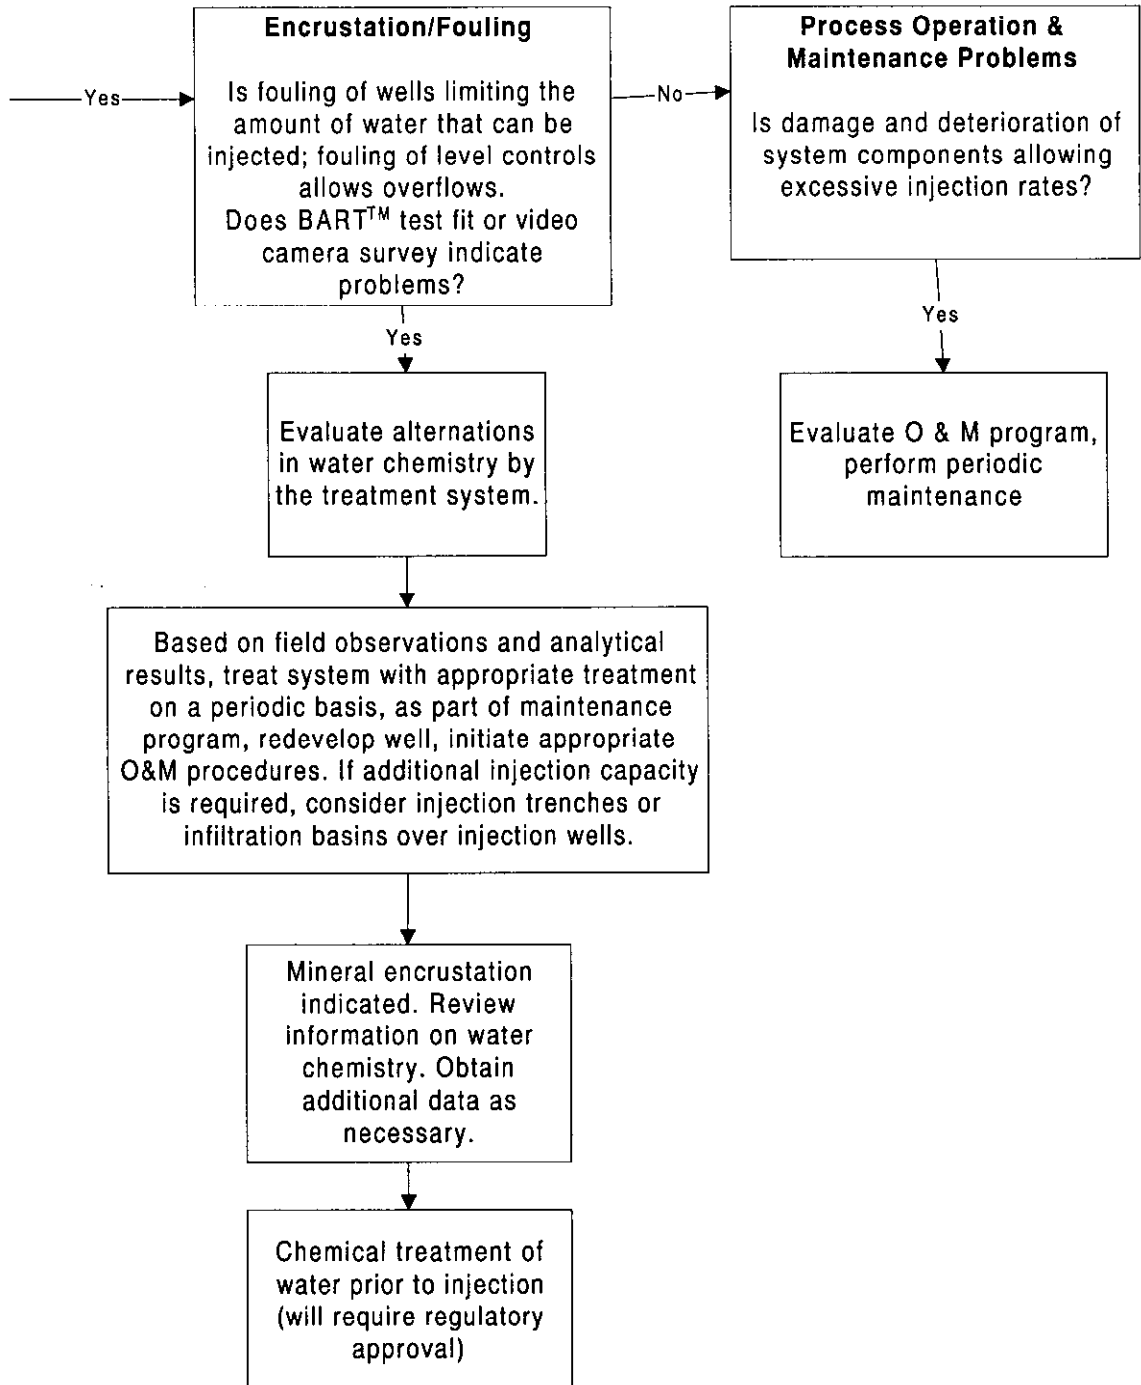 Encrustation/Fouling
Is fouling of wells limiting the
amount of water that can be
injected; fouling of level controls
allows overflows.
Does BART™ test fit or video
camera survey indicate
problems?
Process Operation &
Maintenance Problems
Is damage and deterioration of
system components allowing
excessive injection rates?
Yes
No
Yes
Yes
Evaluate alternations
in water chemistry by
the treatment system.
Evaluate O & M program,
perform periodic
maintenance
Based on field observations and analytical
results, treat system with appropriate treatment
on a periodic basis, as part of maintenance
program, redevelop well, initiate appropriate
O&M procedures. If additional injection capacity
is required, consider injection trenches or
infiltration basins over injection wells.
Mineral encrustation
indicated. Review
information on water
chemistry. Obtain
additional data as
necessary.
Chemical treatment of
water prior to injection
(will require regulatory
approval)